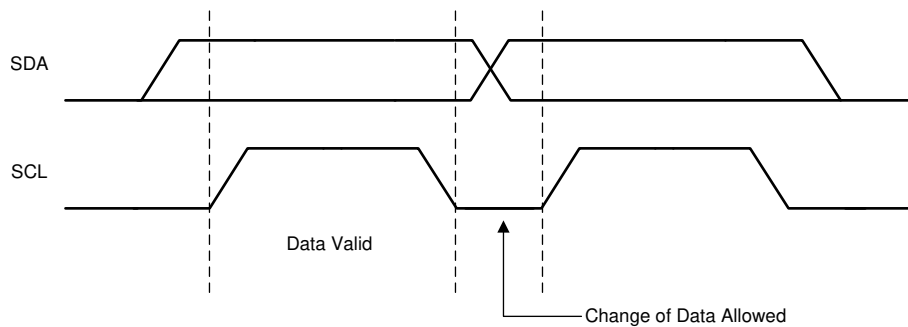 SDA
SCL
Data Valid
Change of Data Allowed